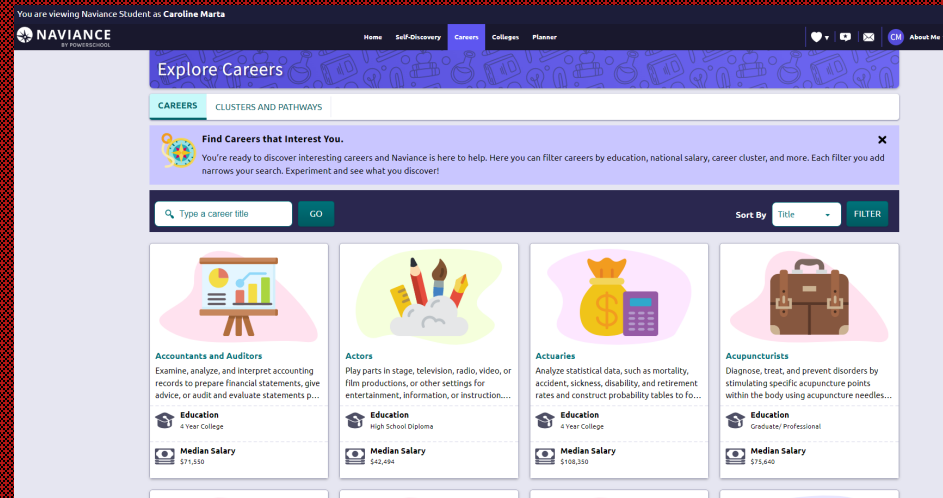 You are viewing Naviance Student as Caroline Marta
NAVIANCE
BY POWERSCHOOL
Home Self-Discovery Careers Colleges Planner
CM About Me
Explore Careers
CAREERS CLUSTERS AND PATHWAYS
Find Careers that Interest You.
You're ready to discover interesting careers and Naviance is here to help. Here you can filter careers by education, national salary, career cluster, and more. Each filter you add
narrows your search. Experiment and see what you discover!
Type a career title GO Sort By Title FILTER
Accountants and Auditors
Examine, analyze, and interpret accounting
records to prepare financial statements, give
advice, or audit and evaluate statements p...
Education
4 Year College
Median Salary
$71,550
Actors
Play parts in stage, television, radio, video, or
film productions, or other settings for
entertainment, information, or instruction....
Education
High School Diploma
Median Salary
$42,494
$
Actuaries
Analyze statistical data, such as mortality,
accident, sickness, disability, and retirement
rates and construct probability tables to fo...
Education
4 Year College
Median Salary
$108,350
Acupuncturists
Diagnose, treat, and prevent disorders by
stimulating specific acupuncture points
within the body using acupuncture needles...
Education
Graduate/ Professional
Median Salary
$75,640